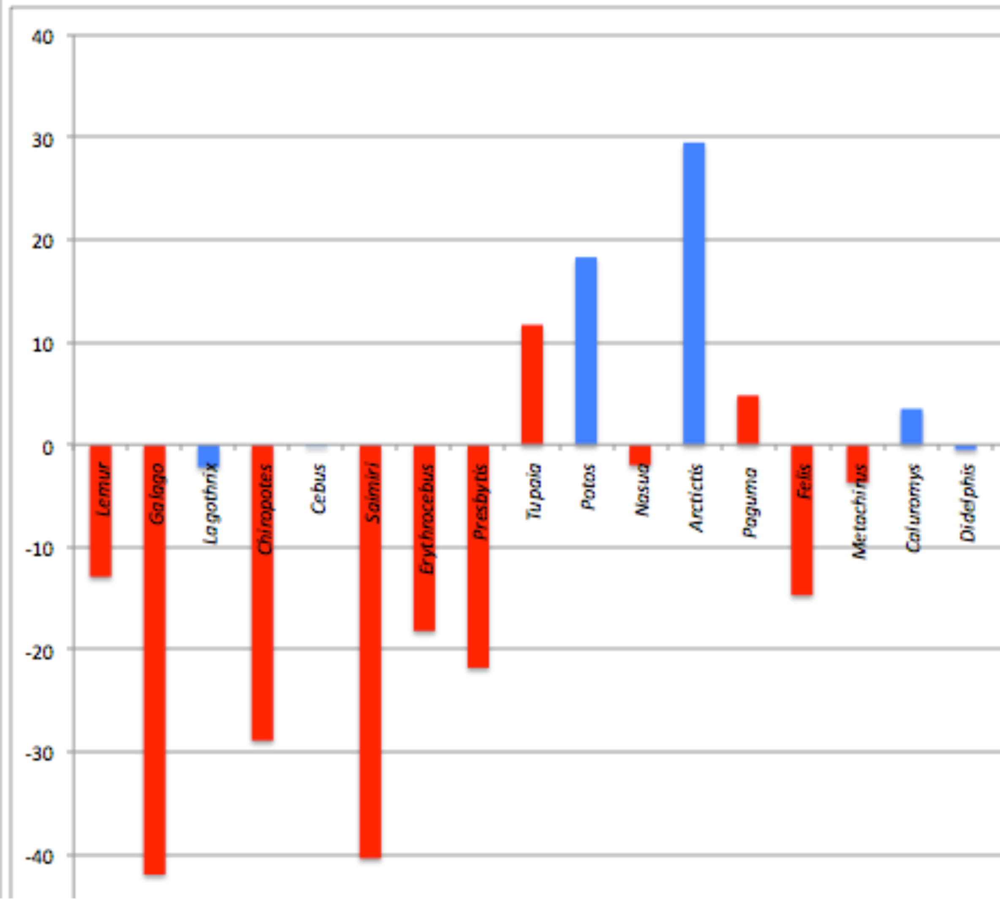 40
30
20
10
0
-10
-20
-30
-40
Lemur
Galago
Lagothrix
Chiropotes
Cebus
Saimiri
Erythrocebus
Presbytis
Tupaia
Potos
Nasua
Arctictis
Paguma
Felis
Metachirus
Caluromys
Didelphis